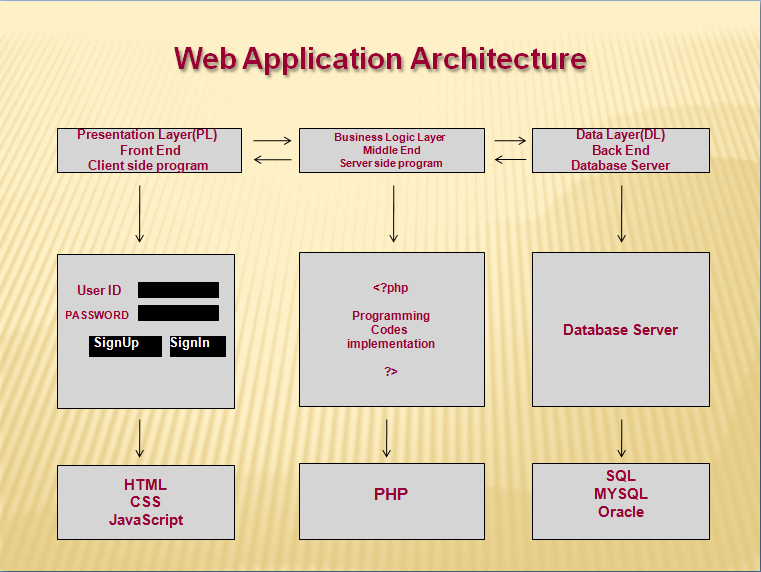 Web Application Architecture
Presentation Layer(PL)
Front End
Client side program
Business Logic Layer
Middle End
Server side program
Data Layer(DL)
Back End
Database Server
User ID
PASSWORD
SignUp
SignIn
<?php
Programming
Codes
implementation
?>
Database Server
HTML
CSS
JavaScript
PHP
SQL
MYSQL
Oracle